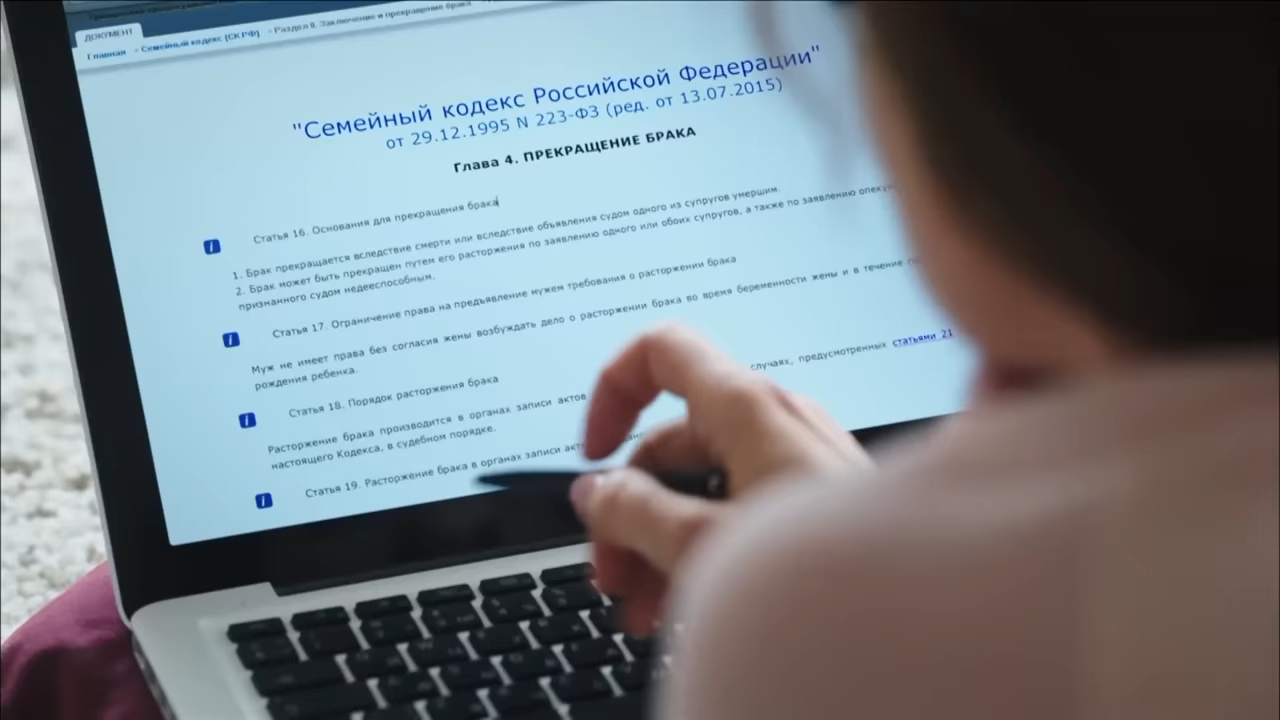 ДОКУМЕНТ
Главная Семейный кодекс [СК РФ] Раздел II. Заключение и прекращение брака
"Семейный кодекс Российской Федерации"
от 29.12.1995 N 223-ФЗ (ред. от 13.07.2015)
Глава 4. ПРЕКРАЩЕНИЕ БРАКА
Статья 16. Основания для прекращения брака
1. Брак прекращается вследствие смерти или вследствие объявления судом одного из супругов умершим.
2. Брак может быть прекращен путем его расторжения по заявлению одного или обоих супругов, а также по заявлению
признанного судом недееспособным.
Статья 17. Ограничение права на предъявление мужем требования о расторжении брака
Муж не имеет права без согласия жены возбуждать дело о расторжении брака во время беременности жены и в течение
рождения ребенка.
Статья 18. Порядок расторжения брака
Расторжение брака производится в органах записи актов случаях, предусмотренных статьями 21
настоящего Кодекса, в судебном порядке.
Статья 19. Расторжение брака в органах записи